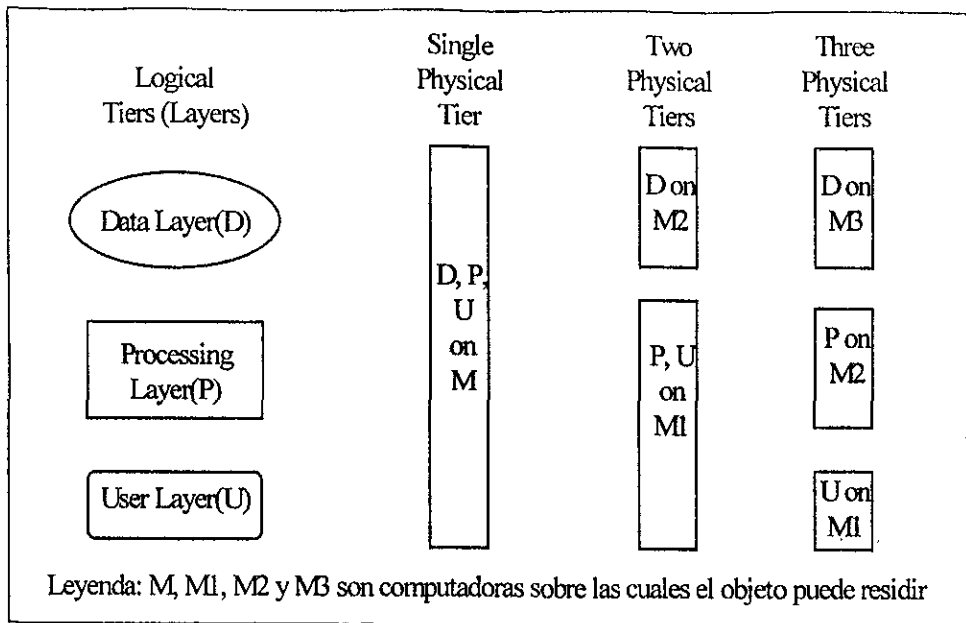 Logical
Tiers (Layers)
Single
Physical
Tier
Two
Physical
Tiers
Three
Physical
Tiers
Data Layer(D)
Processing
Layer(P)
User Layer(U)
D, P,
U
on
M
D on
M2
P, U
on
M1
D on
M3
P on
M2
U on
M1
Leyenda: M, M1, M2 y M3 son computadoras sobre las cuales el objeto puede residir